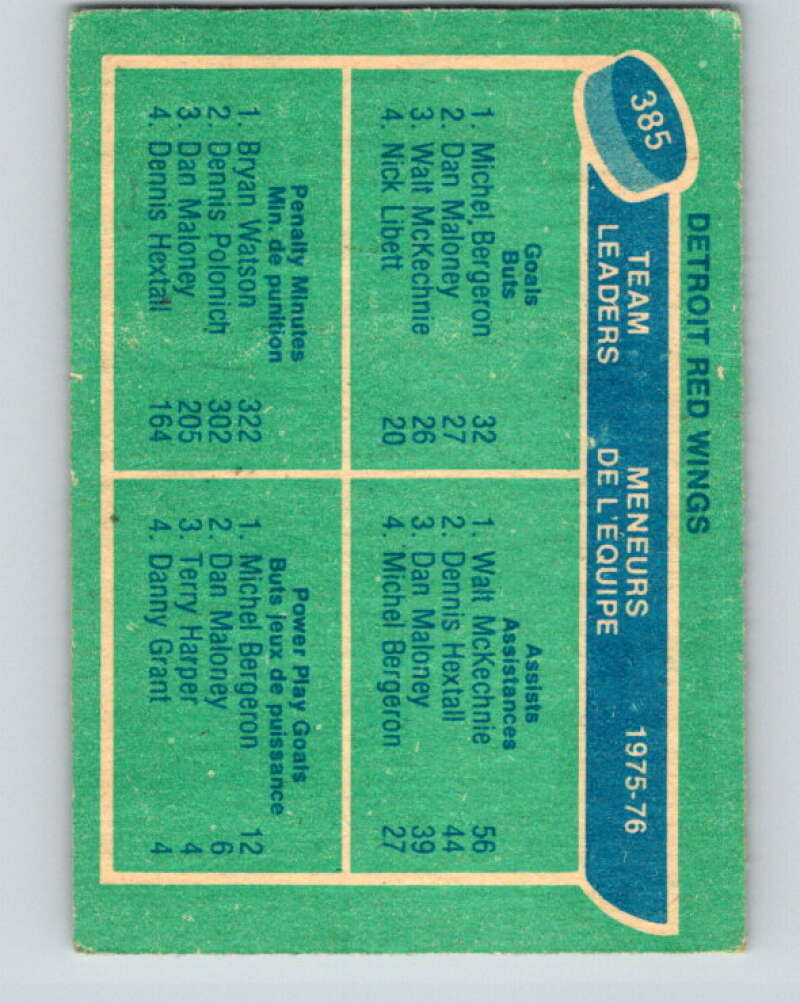 DETROIT RED WINGS
385
TEAM LEADERS
MENEURS DE L'ÉQUIPE
1975-76
Goals
Buts
1. Michel Bergeron 32
2. Dan Maloney 27
3. Walt McKechnie 26
4. Nick Libett 20
Assists
Assistances
1. Walt McKechnie 56
2. Dennis Hextall 44
3. Dan Maloney 39
4. Michel Bergeron 27
Penalty Minutes
Min. de punition
1. Bryan Watson 322
2. Dennis Polonich 302
3. Dan Maloney 205
4. Dennis Hextall 164
Power Play Goals
Buts jeux de puissance
1. Michel Bergeron 12
2. Dan Maloney 6
3. Terry Harper 4
4. Danny Grant 4